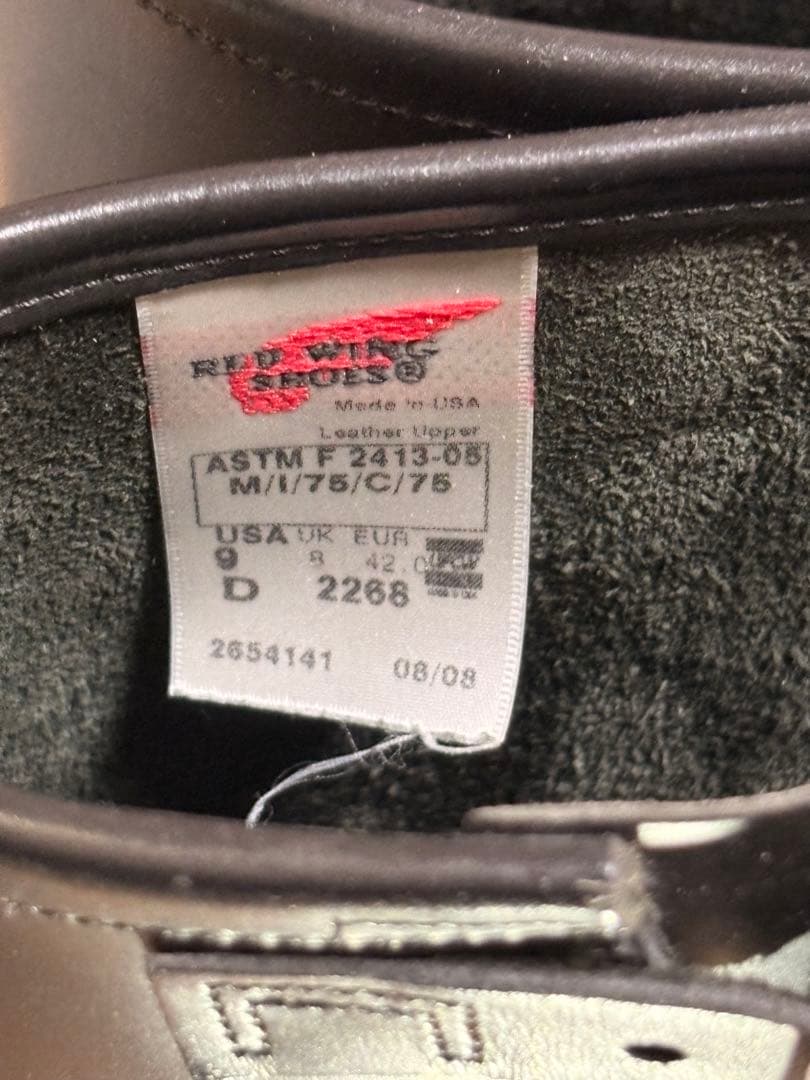 RED WING
SHOES®
Made in USA
Leather Upper
ASTM F 2413-05
M/I/75/C/75
USA UK EUR
9 8 42.0
D 2268
2654141 08/08